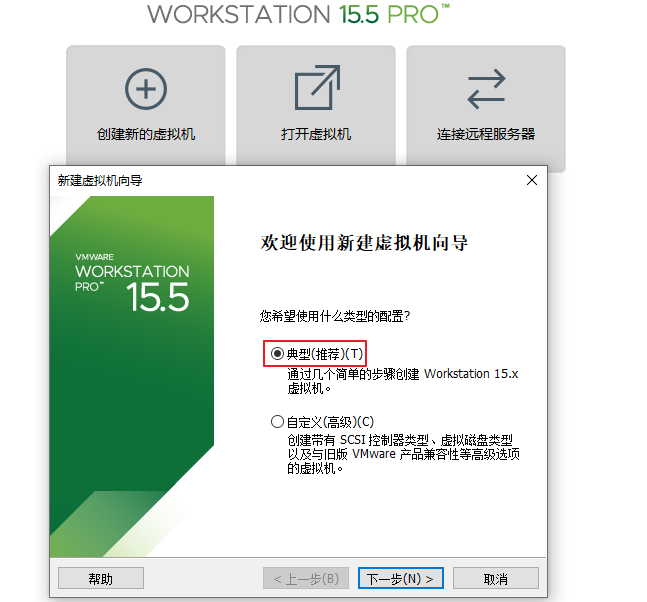 WORKSTATION 15.5 PRO™
创建新的虚拟机
打开虚拟机
连接远程服务器
新建虚拟机向导
VMWARE
WORKSTATION
PRO™ 15.5
欢迎使用新建虚拟机向导
您希望使用什么类型的配置?
典型(推荐)(T)
通过几个简单的步骤创建 Workstation 15.x
虚拟机。
自定义(高级)(C)
创建带有 SCSI 控制器类型、虚拟磁盘类型
以及与旧版 VMware 产品兼容性等高级选项
的虚拟机。
帮助
< 上一步(B)
下一步(N) >
取消